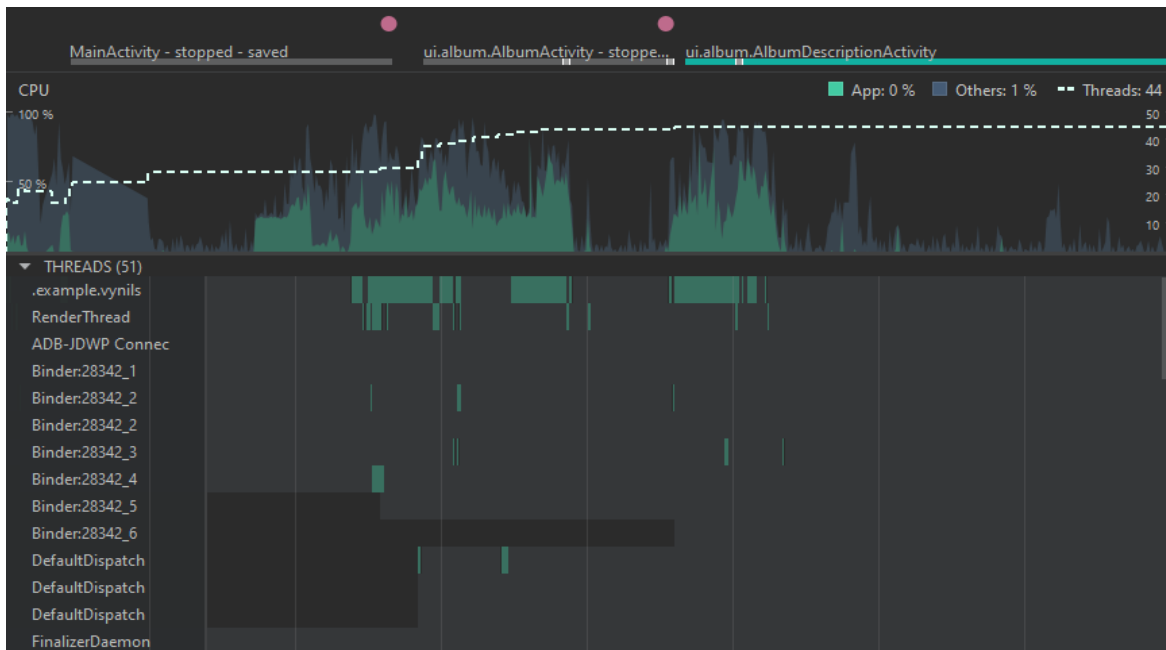 MainActivity - stopped - saved ui.album.AlbumActivity - stoppe... ui.album.AlbumDescriptionActivity
CPU App: 0 % Others: 1 % Threads: 44
100 % 50
40
50 % 30
20
10
THREADS (51)
.example.vynils
RenderThread
ADB-JDWP Connec
Binder:28342_1
Binder:28342_2
Binder:28342_2
Binder:28342_3
Binder:28342_4
Binder:28342_5
Binder:28342_6
DefaultDispatch
DefaultDispatch
DefaultDispatch
FinalizerDaemon